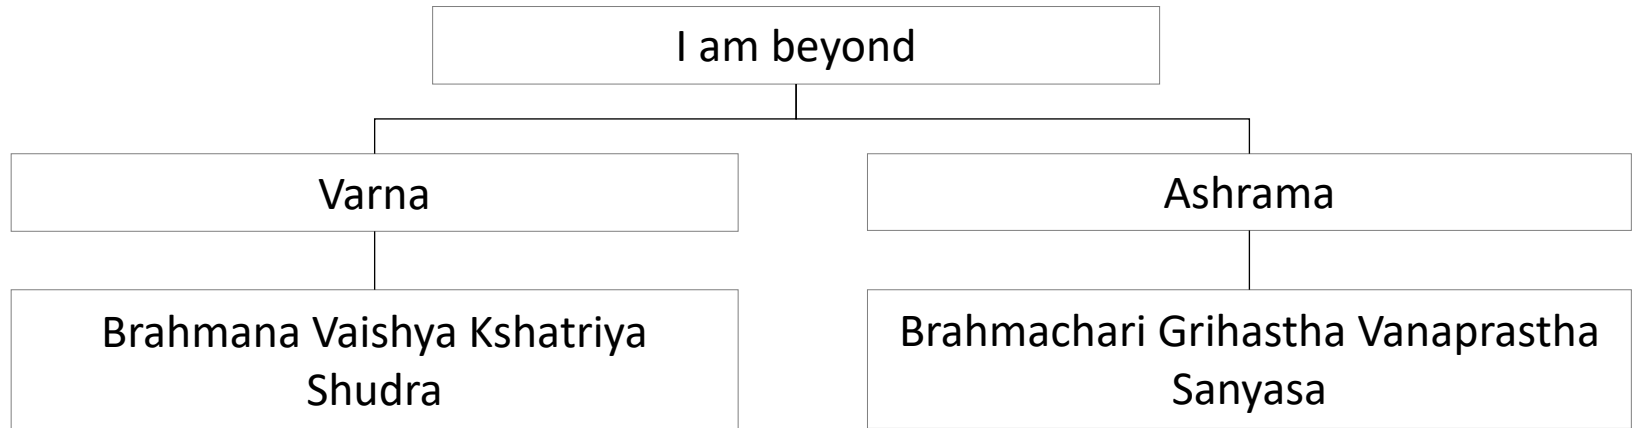 I am beyond
Varna
Ashrama
Brahmana Vaishya Kshatriya
Shudra
Brahmachari Grihastha Vanaprastha
Sanyasa